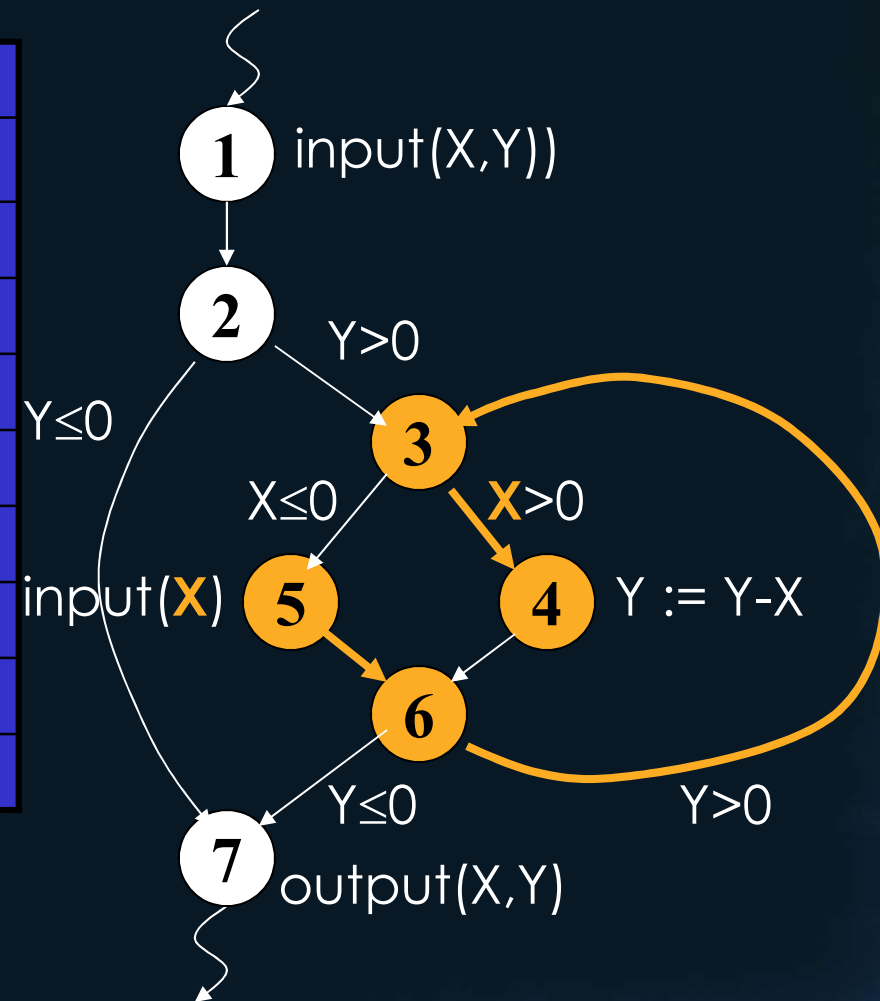 1 input(X,Y))
2
Y>0
Y≤0
3
X≤0 X>0
input(X) 5 4 Y := Y-X
6
Y≤0 Y>0
7
output(X,Y)